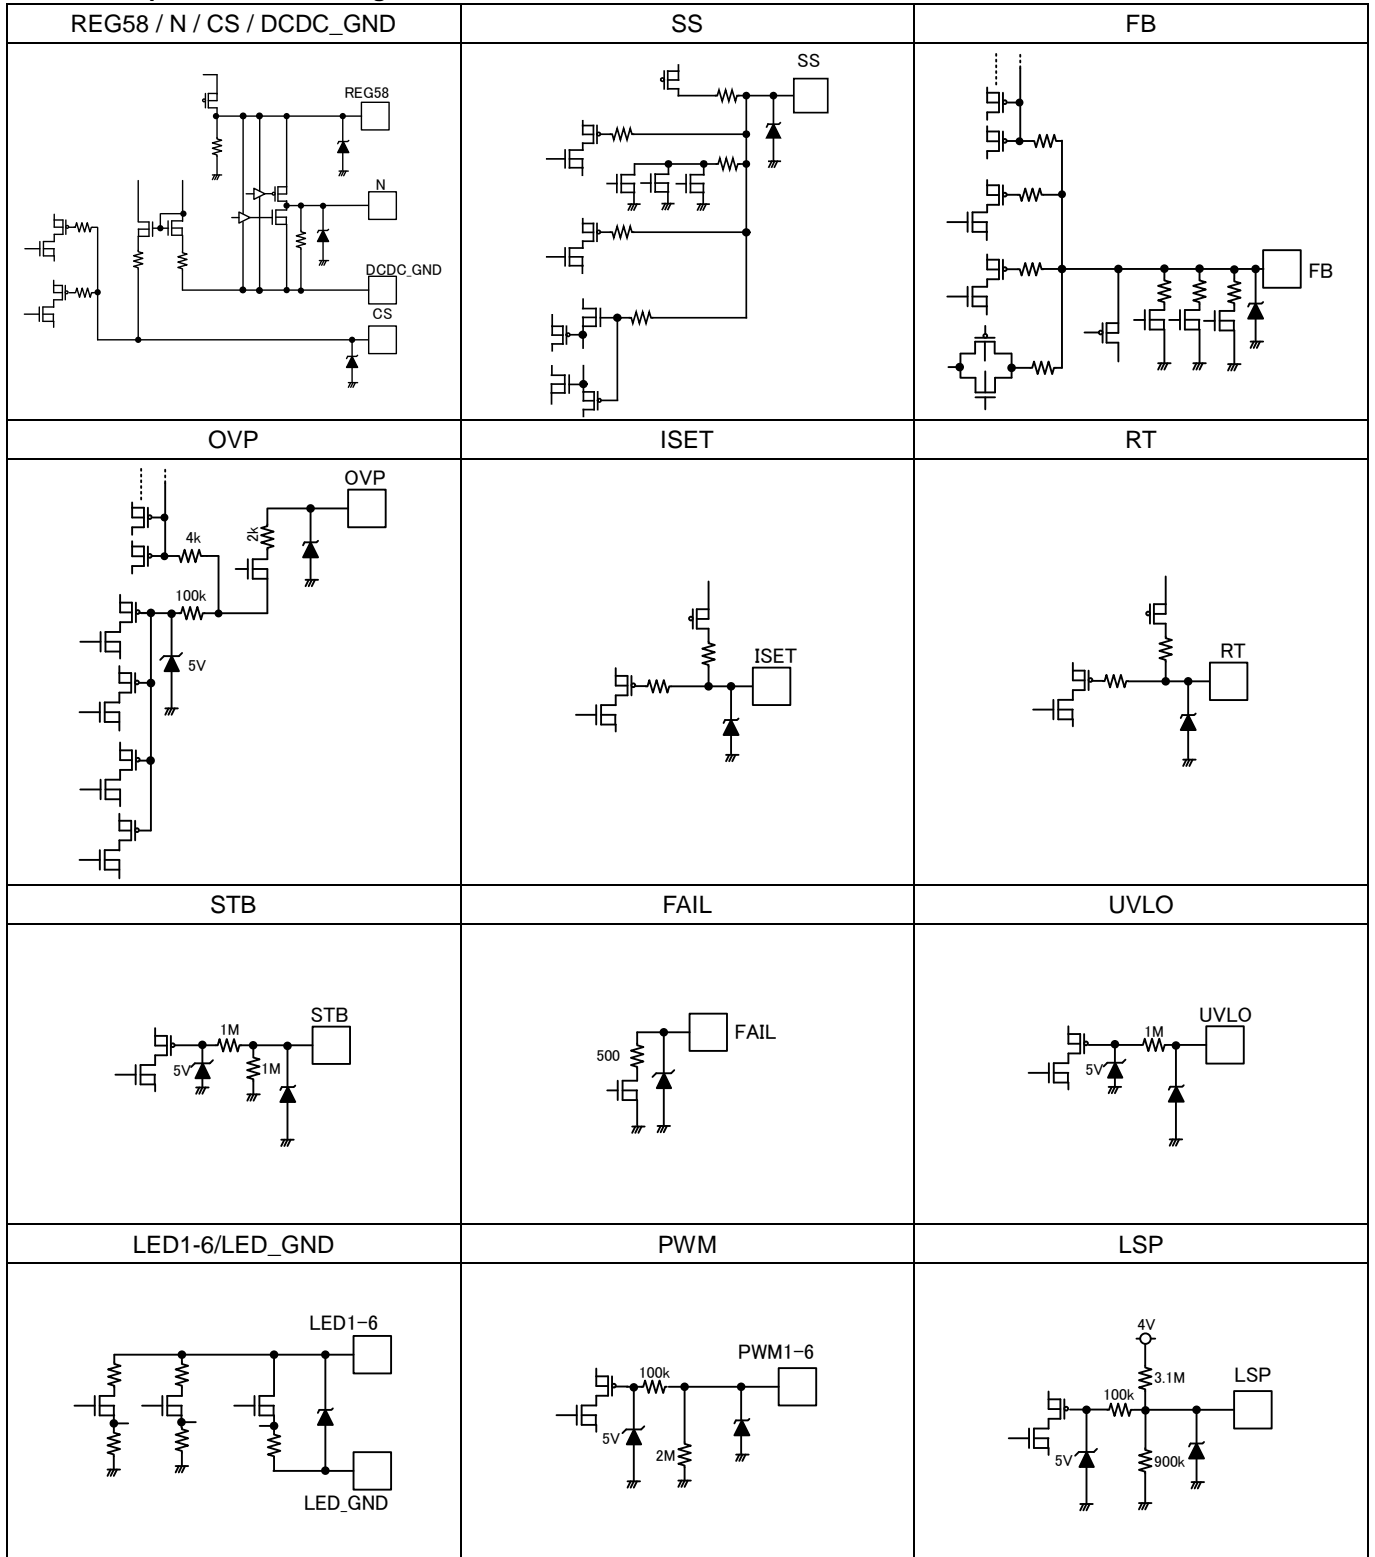 REG58 / N / CS / DCDC_GND
SS
FB
REG58
N
DCDC_GND
CS
SS
FB
OVP
ISET
RT
OVP
2k
4k
100k
5V
ISET
RT
STB
FAIL
UVLO
STB
1M
5V
1M
FAIL
500
UVLO
1M
5V
LED1-6/LED_GND
PWM
LSP
LED1-6
LED_GND
PWM1-6
100k
5V
2M
4V
3.1M
LSP
100k
5V
900k